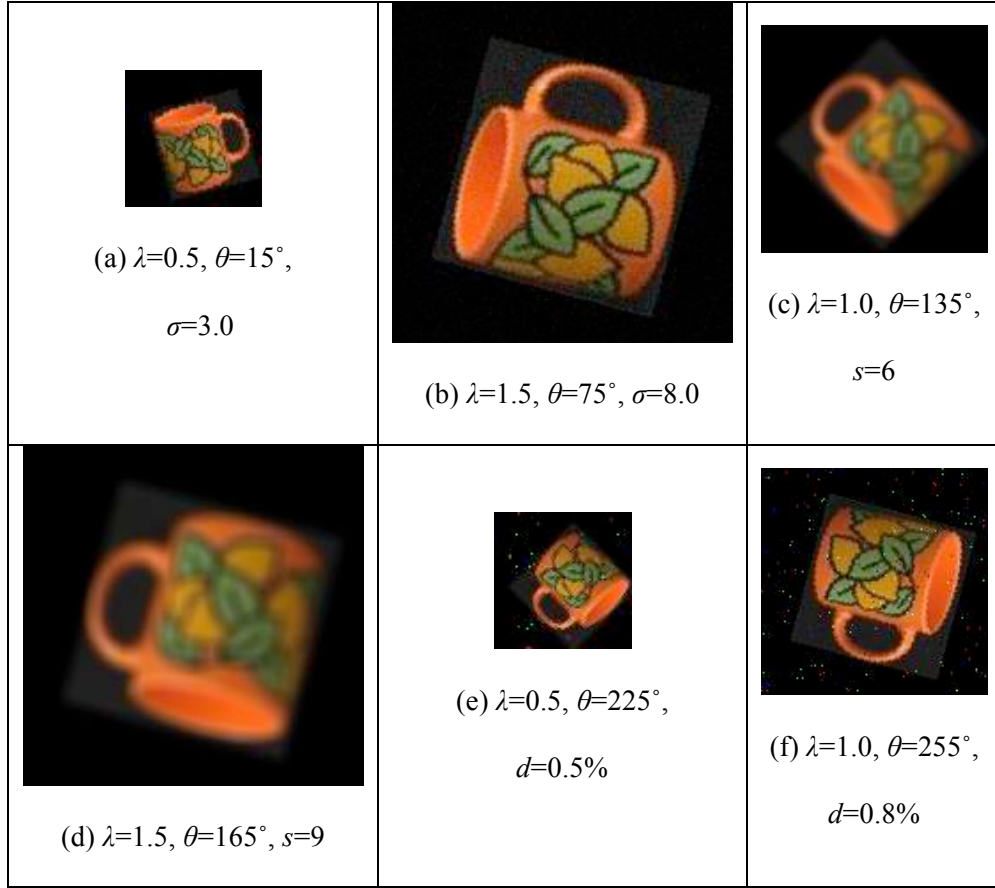 (a) λ=0.5, θ=15˚,
σ=3.0
(b) λ=1.5, θ=75˚, σ=8.0
(c) λ=1.0, θ=135˚,
s=6
(d) λ=1.5, θ=165˚, s=9
(e) λ=0.5, θ=225˚,
d=0.5%
(f) λ=1.0, θ=255˚,
d=0.8%